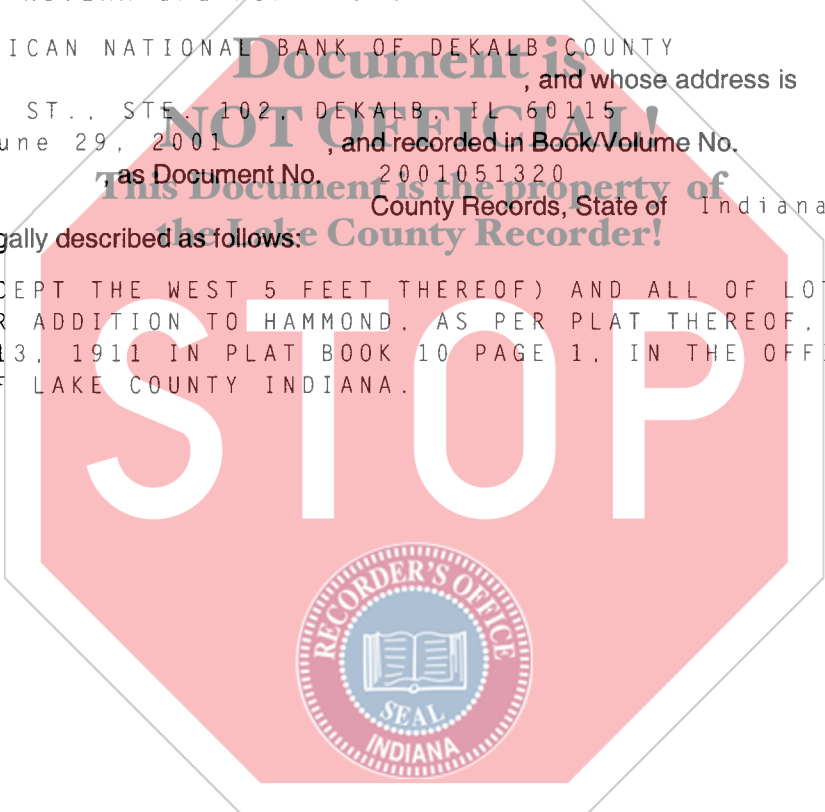 ICAN NATIONAL BANK OF DEKALB COUNTY
Document is
, and whose address is
ST., STE. 102, DEKALB, IL 60115
NOT OFFICIAL!
une 29, 2001 , and recorded in Book/Volume No.
, as Document No. 2001051320
This Document is the property of
County Records, State of Indiana
the Lake County Recorder!
gally described as follows:
CEPT THE WEST 5 FEET THEREOF) AND ALL OF LOT
R ADDITION TO HAMMOND, AS PER PLAT THEREOF,
13, 1911 IN PLAT BOOK 10 PAGE 1, IN THE OFFI
F LAKE COUNTY INDIANA.
STOP
RECORDER'S OFFICE
SEAL
INDIANA